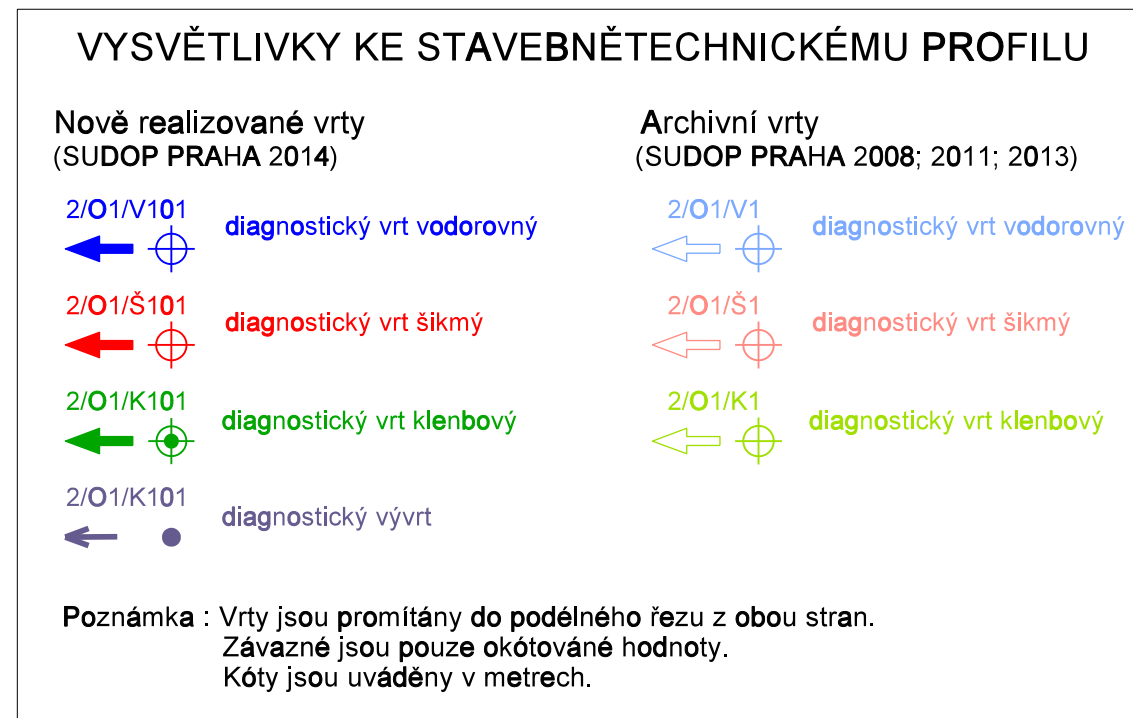 VYSVĚTLIVKY KE STAVEBNĚTECHNICKÉMU PROFILU
Nově realizované vrty
(SUDOP PRAHA 2014)
2/O1/V101
diagnostický vrt vodorovný
2/O1/Š101
diagnostický vrt šikmý
2/O1/K101
diagnostický vrt klenbový
2/O1/K101
diagnostický vývrt
Archivní vrty
(SUDOP PRAHA 2008; 2011; 2013)
2/O1/V1
diagnostický vrt vodorovný
2/O1/Š1
diagnostický vrt šikmý
2/O1/K1
diagnostický vrt klenbový
Poznámka : Vrty jsou promítány do podélného řezu z obou stran.
Závazné jsou pouze okótováné hodnoty.
Kóty jsou uváděny v metrech.